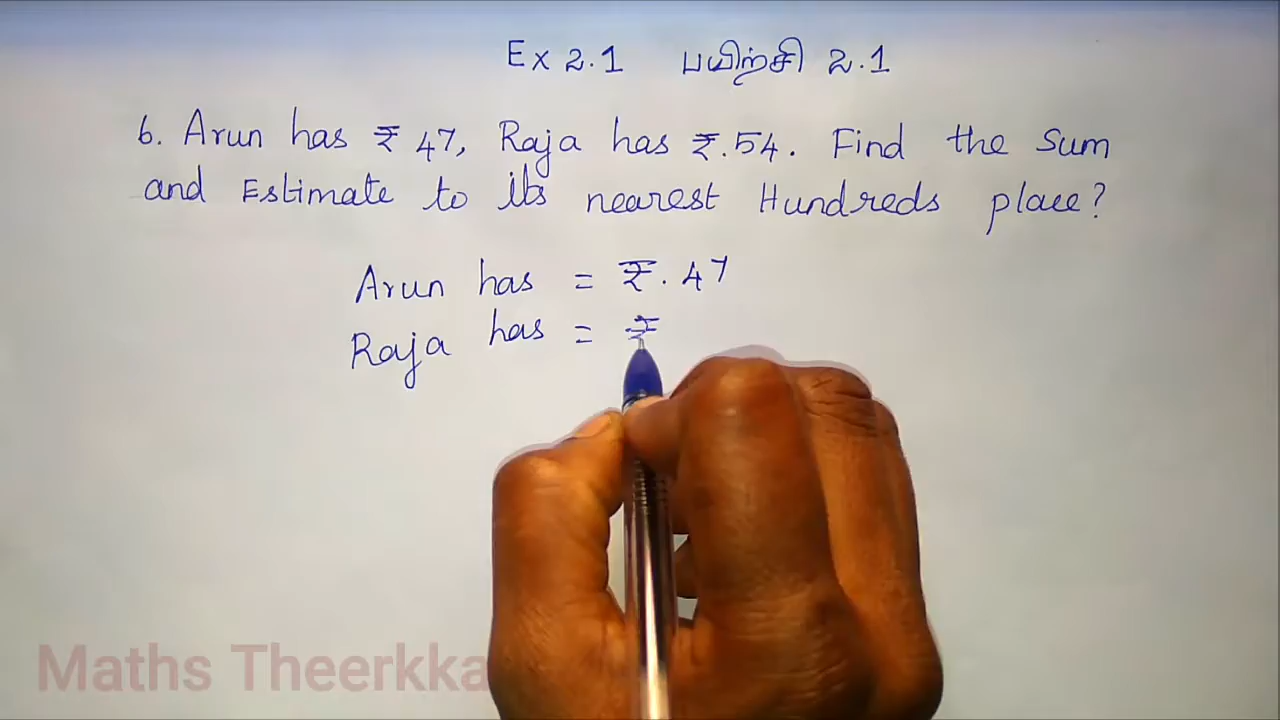 Ex 2.1 பயிற்சி 2.1
6. Arun has ₹ 47, Raja has ₹.54. Find the Sum
and Estimate to its nearest Hundreds place?
Arun has = ₹.47
Raja has = ₹
Maths Theerkka